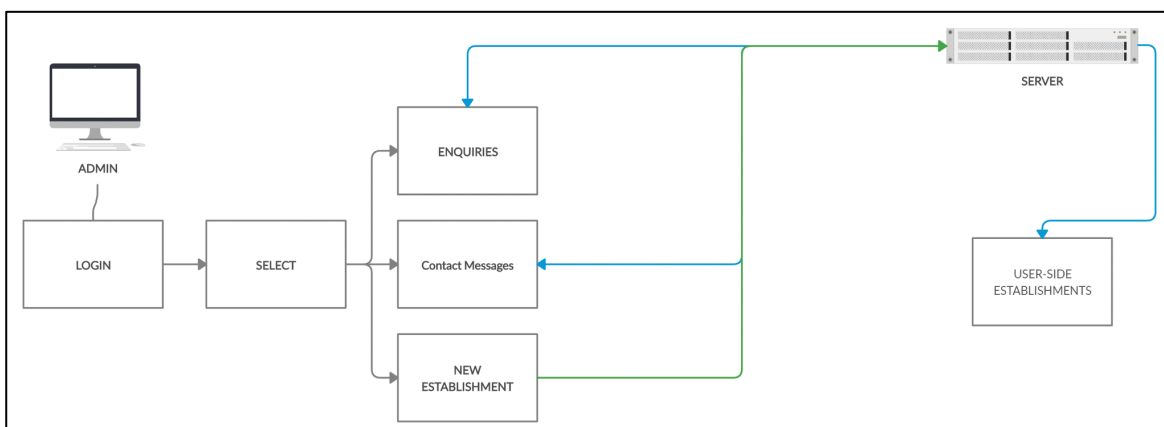 SERVER
ADMIN
ENQUIRIES
LOGIN
SELECT
Contact Messages
USER-SIDE
ESTABLISHMENTS
NEW
ESTABLISHMENT